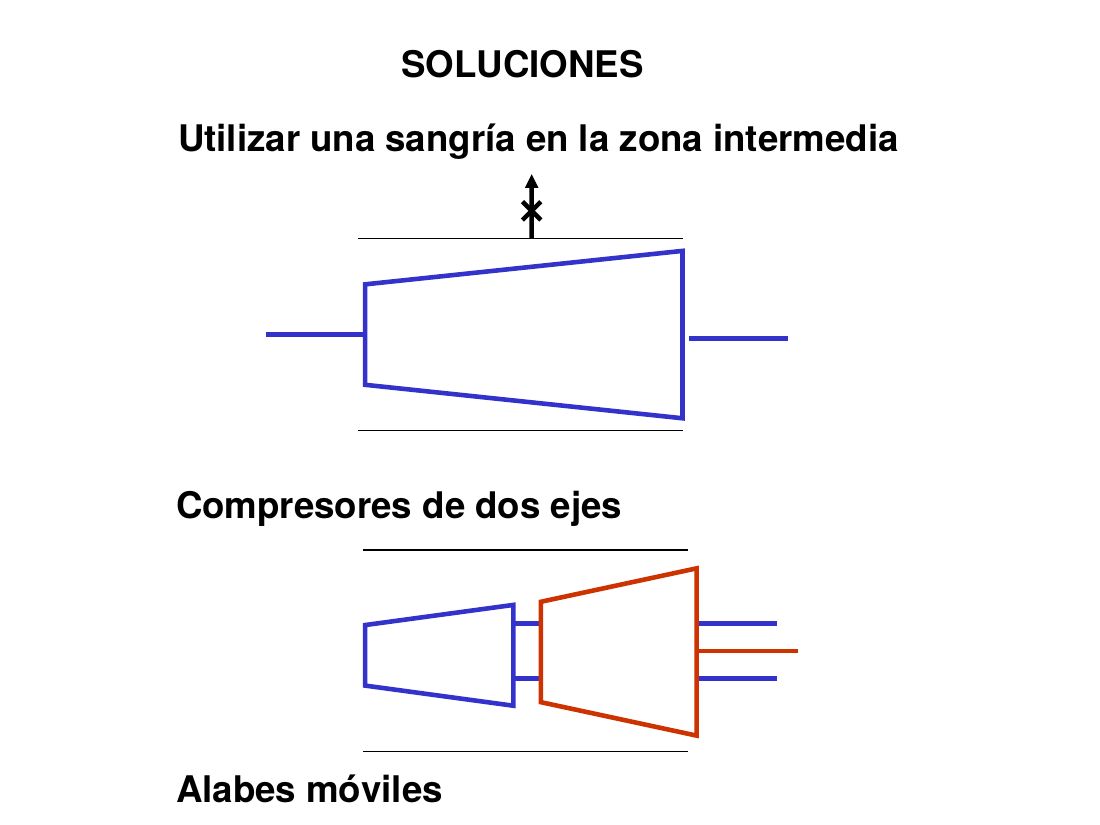 SOLUCIONES
Utilizar una sangría en la zona intermedia
Compresores de dos ejes
Alabes móviles